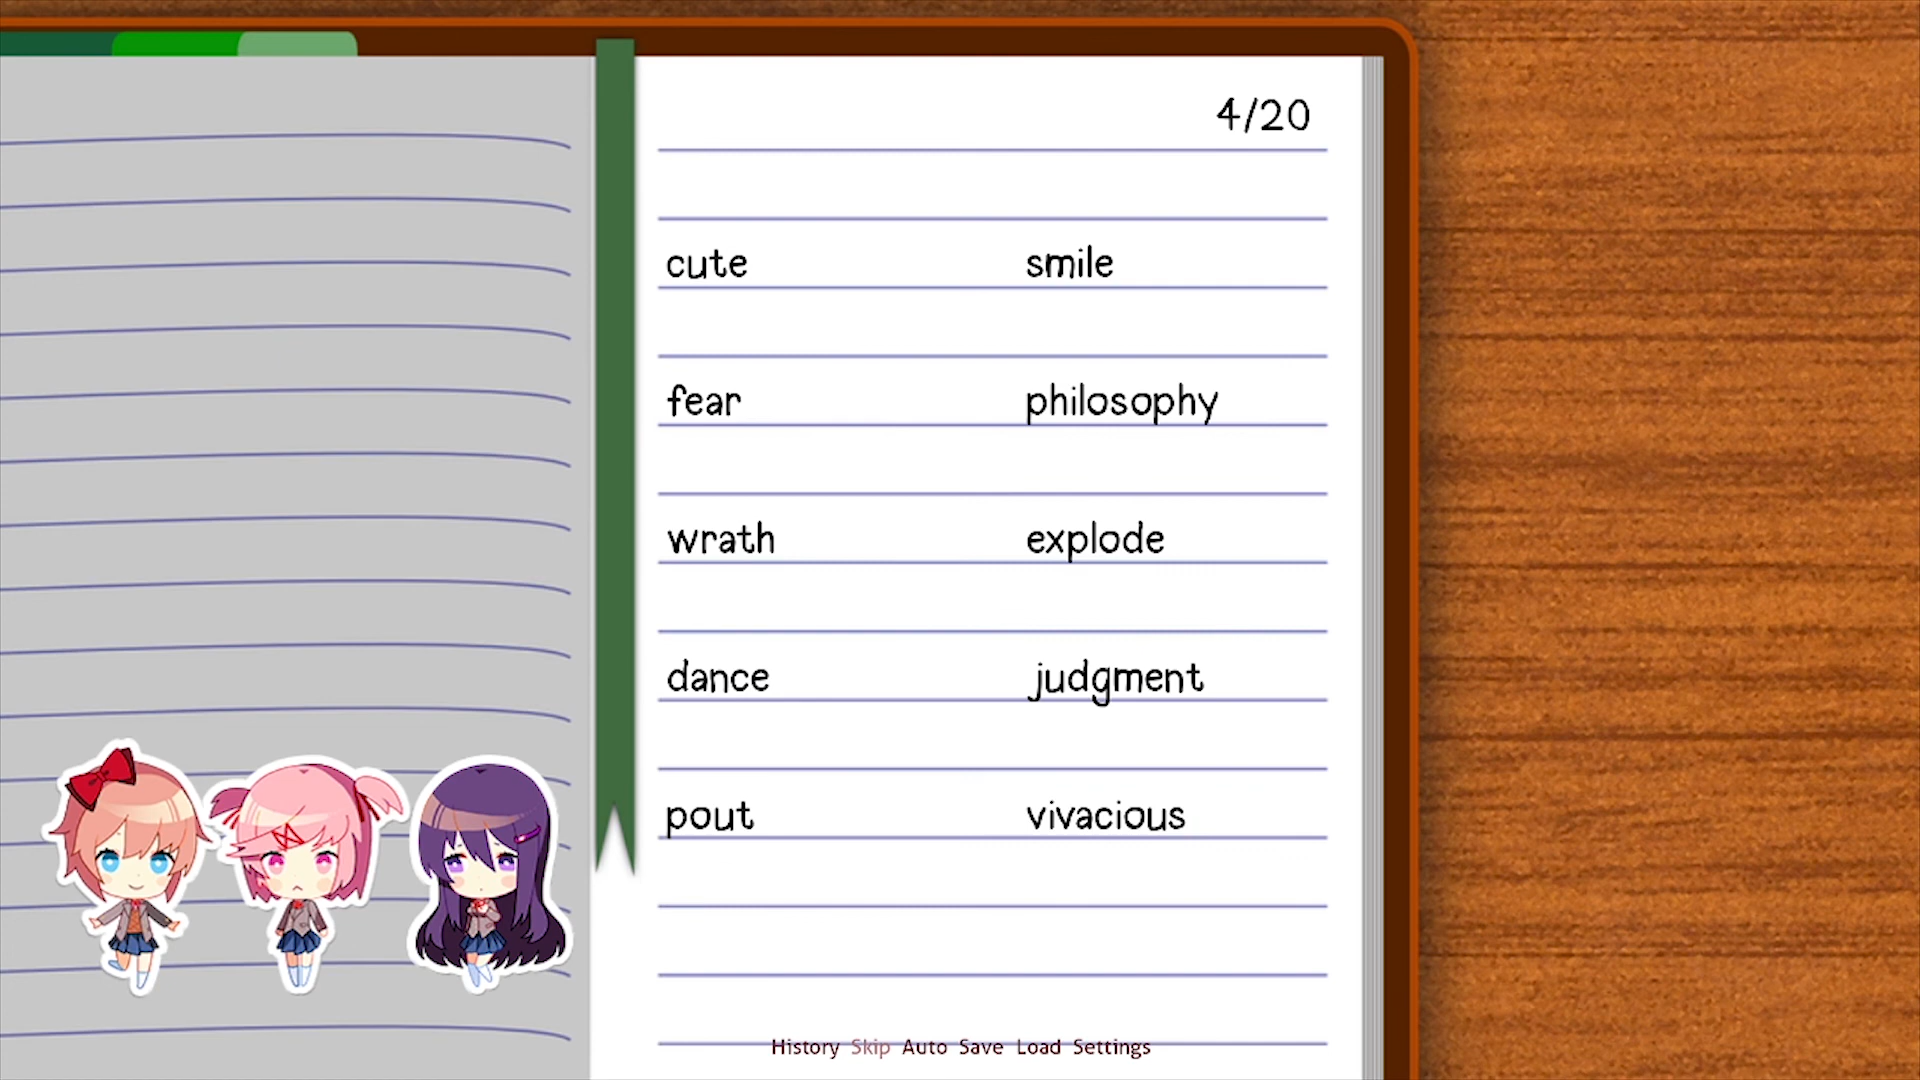 4/20
cute smile
fear philosophy
wrath explode
dance judgment
pout vivacious
History Skip Auto Save Load Settings